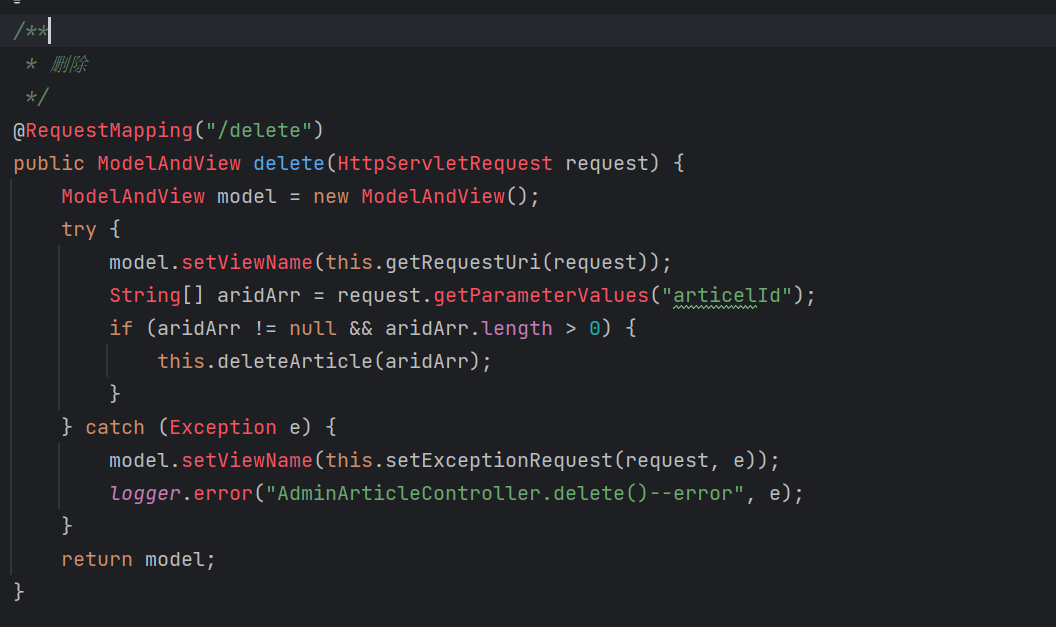 /**
 * 删除
 */
@RequestMapping("/delete")
public ModelAndView delete(HttpServletRequest request) {
    ModelAndView model = new ModelAndView();
    try {
        model.setViewName(this.getRequestUri(request));
        String[] aridArr = request.getParameterValues("articelId");
        if (aridArr != null && aridArr.length > 0) {
            this.deleteArticle(aridArr);
        }
    } catch (Exception e) {
        model.setViewName(this.setExceptionRequest(request, e));
        logger.error("AdminArticleController.delete()--error", e);
    }
    return model;
}